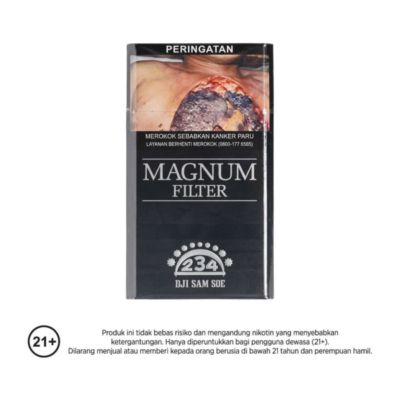 PERINGATAN
MEROKOK SEBABKAN KANKER PARU
LAYANAN BERHENTI MEROKOK (0800-177 6565)
MAGNUM
FILTER
234
DJI SAM SOE
21+
Produk ini tidak bebas risiko dan mengandung nikotin yang menyebabkan
ketergantungan. Hanya diperuntukkan bagi pengguna dewasa (21+).
Dilarang menjual atau memberi kepada orang berusia di bawah 21 tahun dan perempuan hamil.